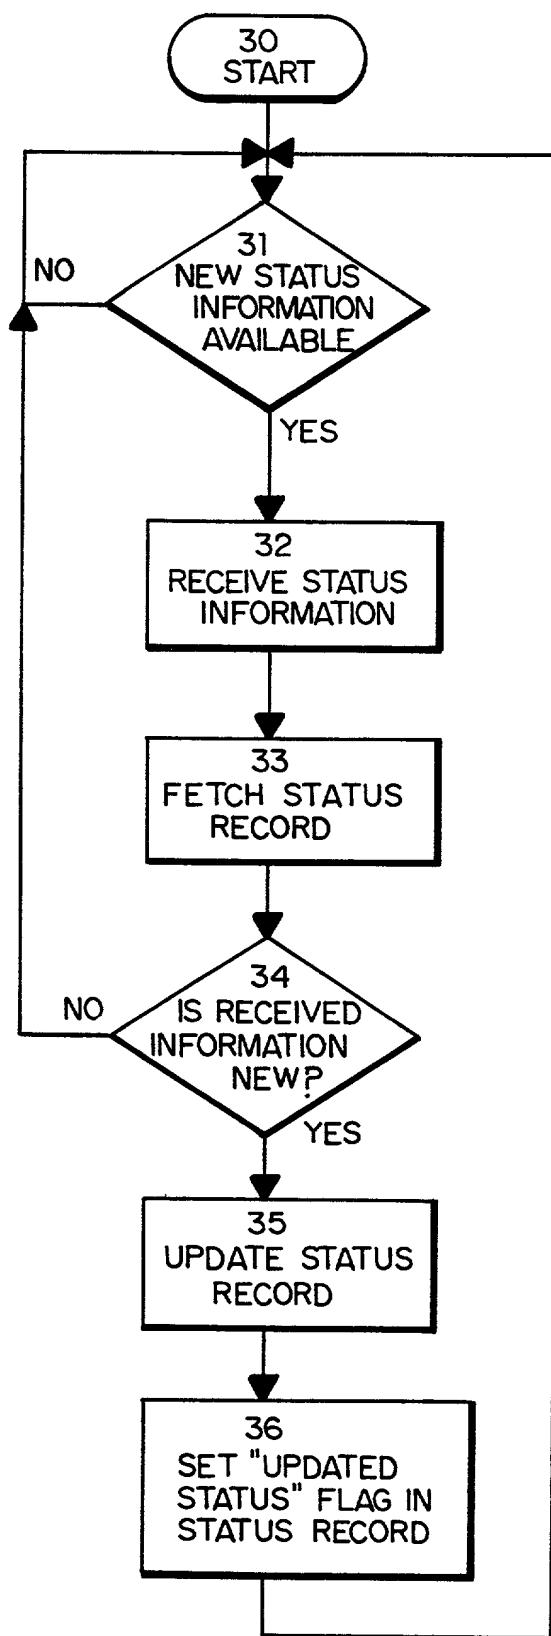 30
START
31
NEW STATUS
INFORMATION
AVAILABLE
NO
YES
32
RECEIVE STATUS
INFORMATION
33
FETCH STATUS
RECORD
34
IS RECEIVED
INFORMATION
NEW?
NO
YES
35
UPDATE STATUS
RECORD
36
SET "UPDATED
STATUS" FLAG IN
STATUS RECORD